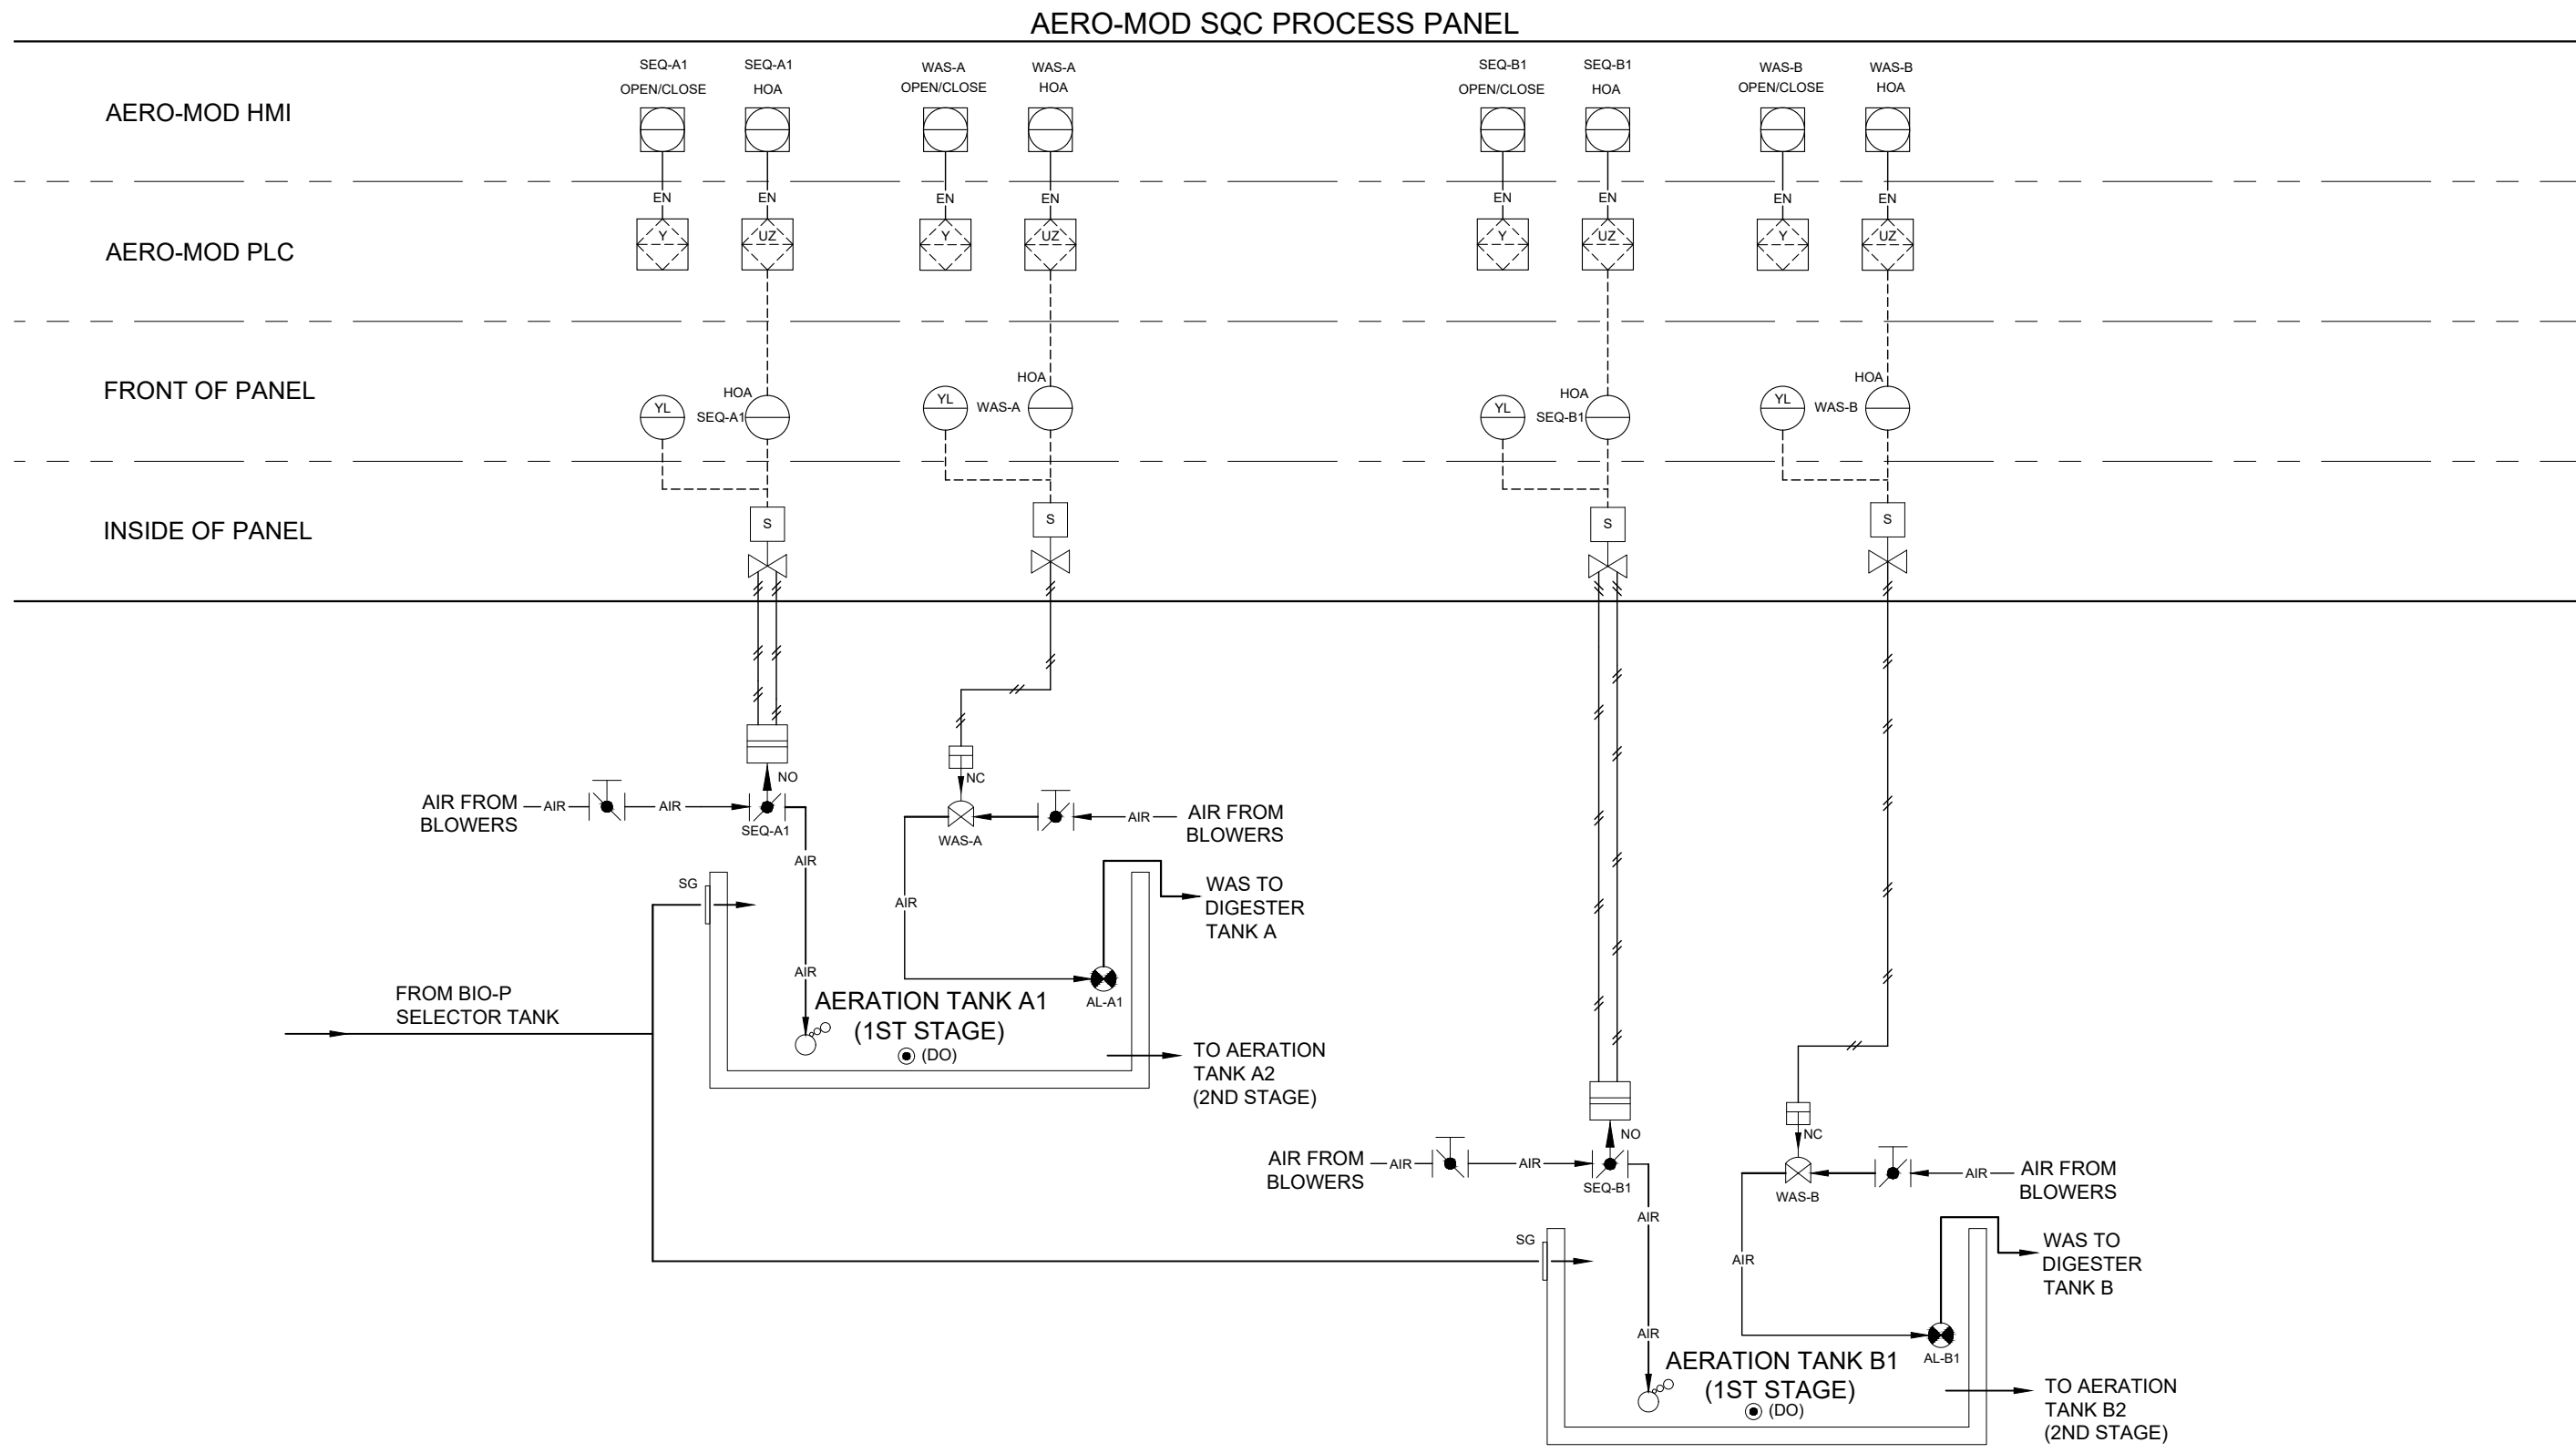 AERO-MOD SQC PROCESS PANEL
SEQ-A1 SEQ-A1 WAS-A WAS-A SEQ-B1 SEQ-B1 WAS-B WAS-B
OPEN/CLOSE HOA OPEN/CLOSE HOA OPEN/CLOSE HOA OPEN/CLOSE HOA
AERO-MOD HMI
EN EN EN EN EN EN EN EN
Y UZ Y UZ Y UZ Y UZ
AERO-MOD PLC
HOA HOA HOA HOA
FRONT OF PANEL
YL SEQ-A1 YL WAS-A YL SEQ-B1 YL WAS-B
S S S S
INSIDE OF PANEL
NO NC
AIR FROM
BLOWERS
AIR AIR
SEQ-A1
WAS-A
AIR
AIR FROM
BLOWERS
AIR
SG
AIR
WAS TO
DIGESTER
TANK A
AIR
AL-A1
FROM BIO-P
SELECTOR TANK
AERATION TANK A1
(1ST STAGE)
(DO)
TO AERATION
TANK A2
(2ND STAGE)
NO NC
AIR FROM
BLOWERS
AIR AIR
SEQ-B1
WAS-B
AIR
AIR FROM
BLOWERS
AIR
SG
AIR
WAS TO
DIGESTER
TANK B
AIR
AL-B1
AERATION TANK B1
(1ST STAGE)
(DO)
TO AERATION
TANK B2
(2ND STAGE)